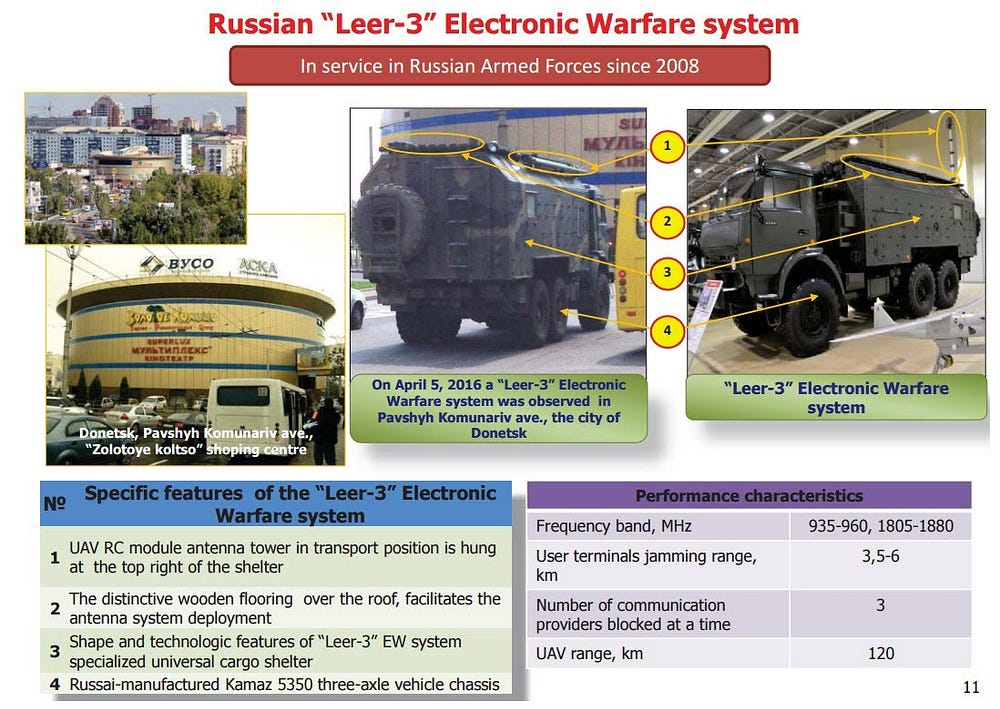 Russian “Leer-3” Electronic Warfare system
In service in Russian Armed Forces since 2008
ВУСО
АСКА
Золотое Кольцо
SUPERLUX
МУЛЬТИПЛЕКС
КІНОТЕАТР
Donetsk, Pavshyh Komunariv ave.,
“Zolotoye koltso” shoping centre
SU
МУЛЬТИ
On April 5, 2016 a “Leer-3” Electronic
Warfare system was observed in
Pavshyh Komunariv ave., the city of
Donetsk
1
2
3
4
“Leer-3” Electronic Warfare
system
№
Specific features of the “Leer-3” Electronic
Warfare system
1
UAV RC module antenna tower in transport position is hung
at the top right of the shelter
2
The distinctive wooden flooring over the roof, facilitates the
antenna system deployment
3
Shape and technologic features of “Leer-3” EW system
specialized universal cargo shelter
4 Russai-manufactured Kamaz 5350 three-axle vehicle chassis
Performance characteristics
Frequency band, MHz 935-960, 1805-1880
User terminals jamming range,
km
3,5-6
Number of communication
providers blocked at a time
3
UAV range, km 120
11